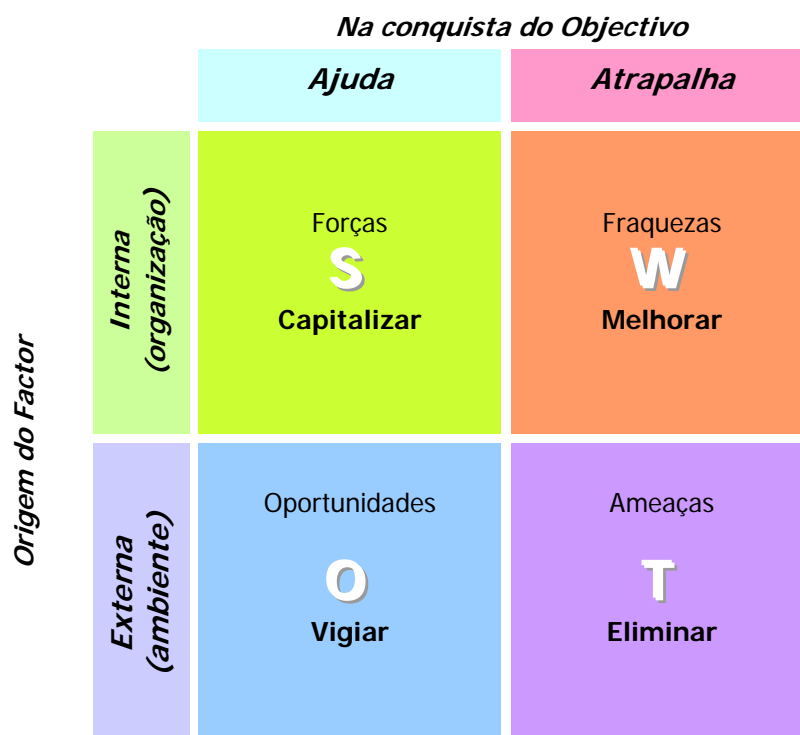 Na conquista do Objectivo
Ajuda
Atrapalha
Origem do Factor
Interna
(organização)
Forças
S
Capitalizar
Fraquezas
W
Melhorar
Externa
(ambiente)
Oportunidades
O
Vigiar
Ameaças
T
Eliminar